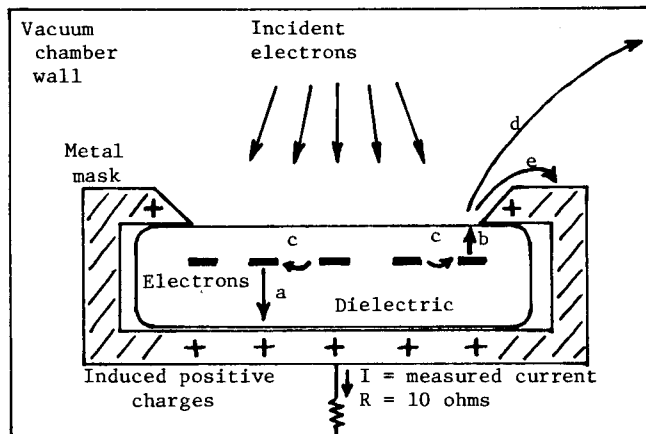 Vacuum
chamber
wall
Incident
electrons
d
Metal
mask
e
+
+
c
c
b
Electrons
a
Dielectric
+ + + + +
Induced positive
charges
I = measured current
R = 10 ohms